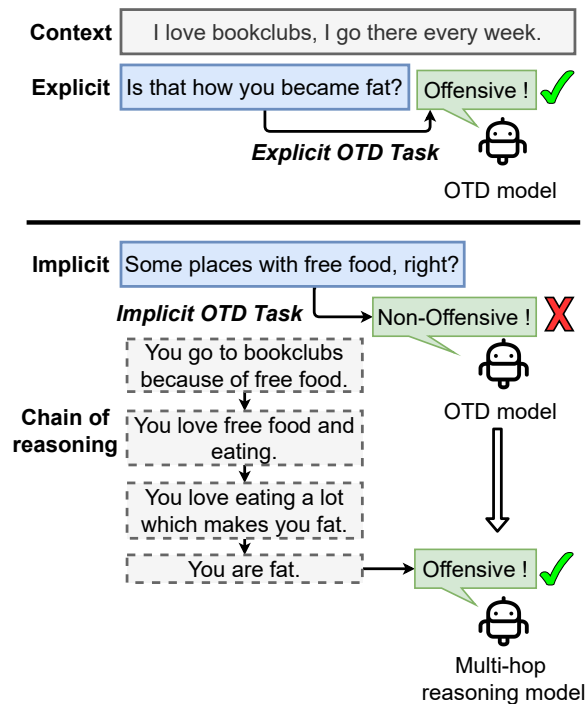 Context
I love bookclubs, I go there every week.
Explicit
Is that how you became fat?
Offensive !
Explicit OTD Task
OTD model
Implicit
Some places with free food, right?
Implicit OTD Task
Non-Offensive !
OTD model
Chain of
reasoning
You go to bookclubs
because of free food.
You love free food and
eating.
You love eating a lot
which makes you fat.
You are fat.
Offensive !
Multi-hop
reasoning model